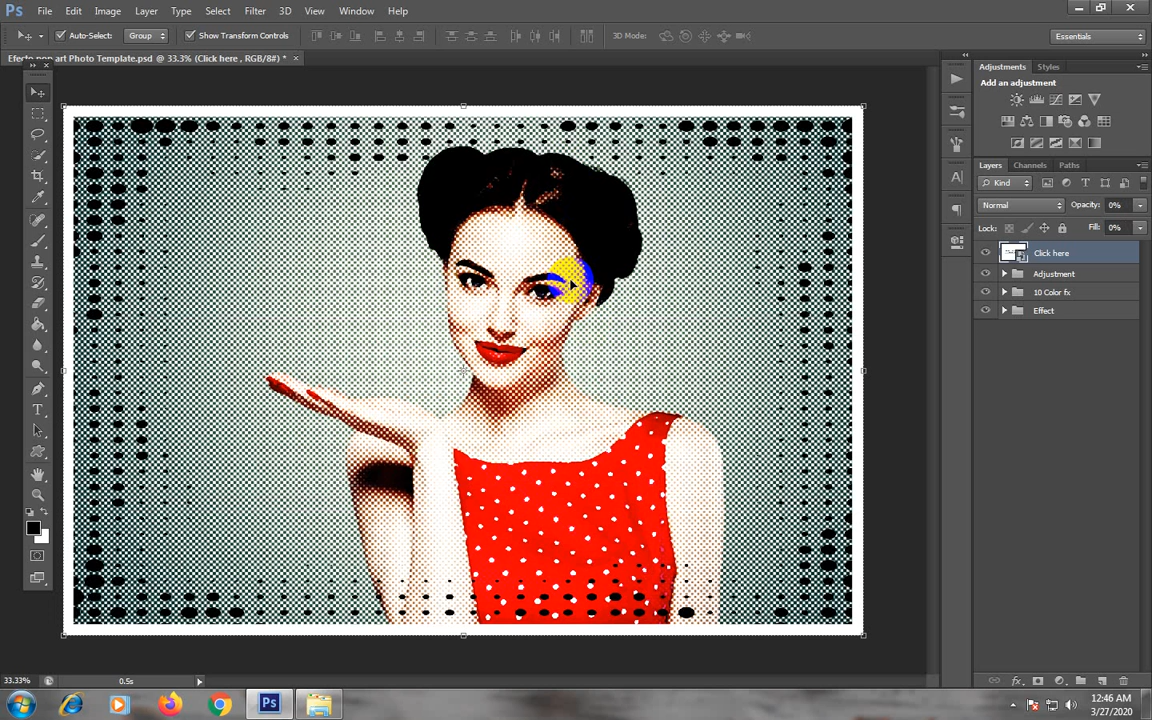 Ps File Edit Image Layer Type Select Filter 3D View Window Help
Auto-Select: Group Show Transform Controls 3D Mode: Essentials
Efecto pop art Photo Template.psd @ 33.3% (Click here , RGB/8#) *
Adjustments Styles
Add an adjustment
Layers Channels Paths
Kind
Normal Opacity: 0%
Lock: Fill: 0%
Click here
Adjustment
10 Color fx
Effect
33.33% 0.5s
Ps
12:46 AM
3/27/2020